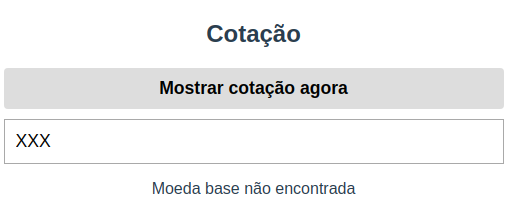 Cotação
Mostrar cotação agora
XXX
Moeda base não encontrada